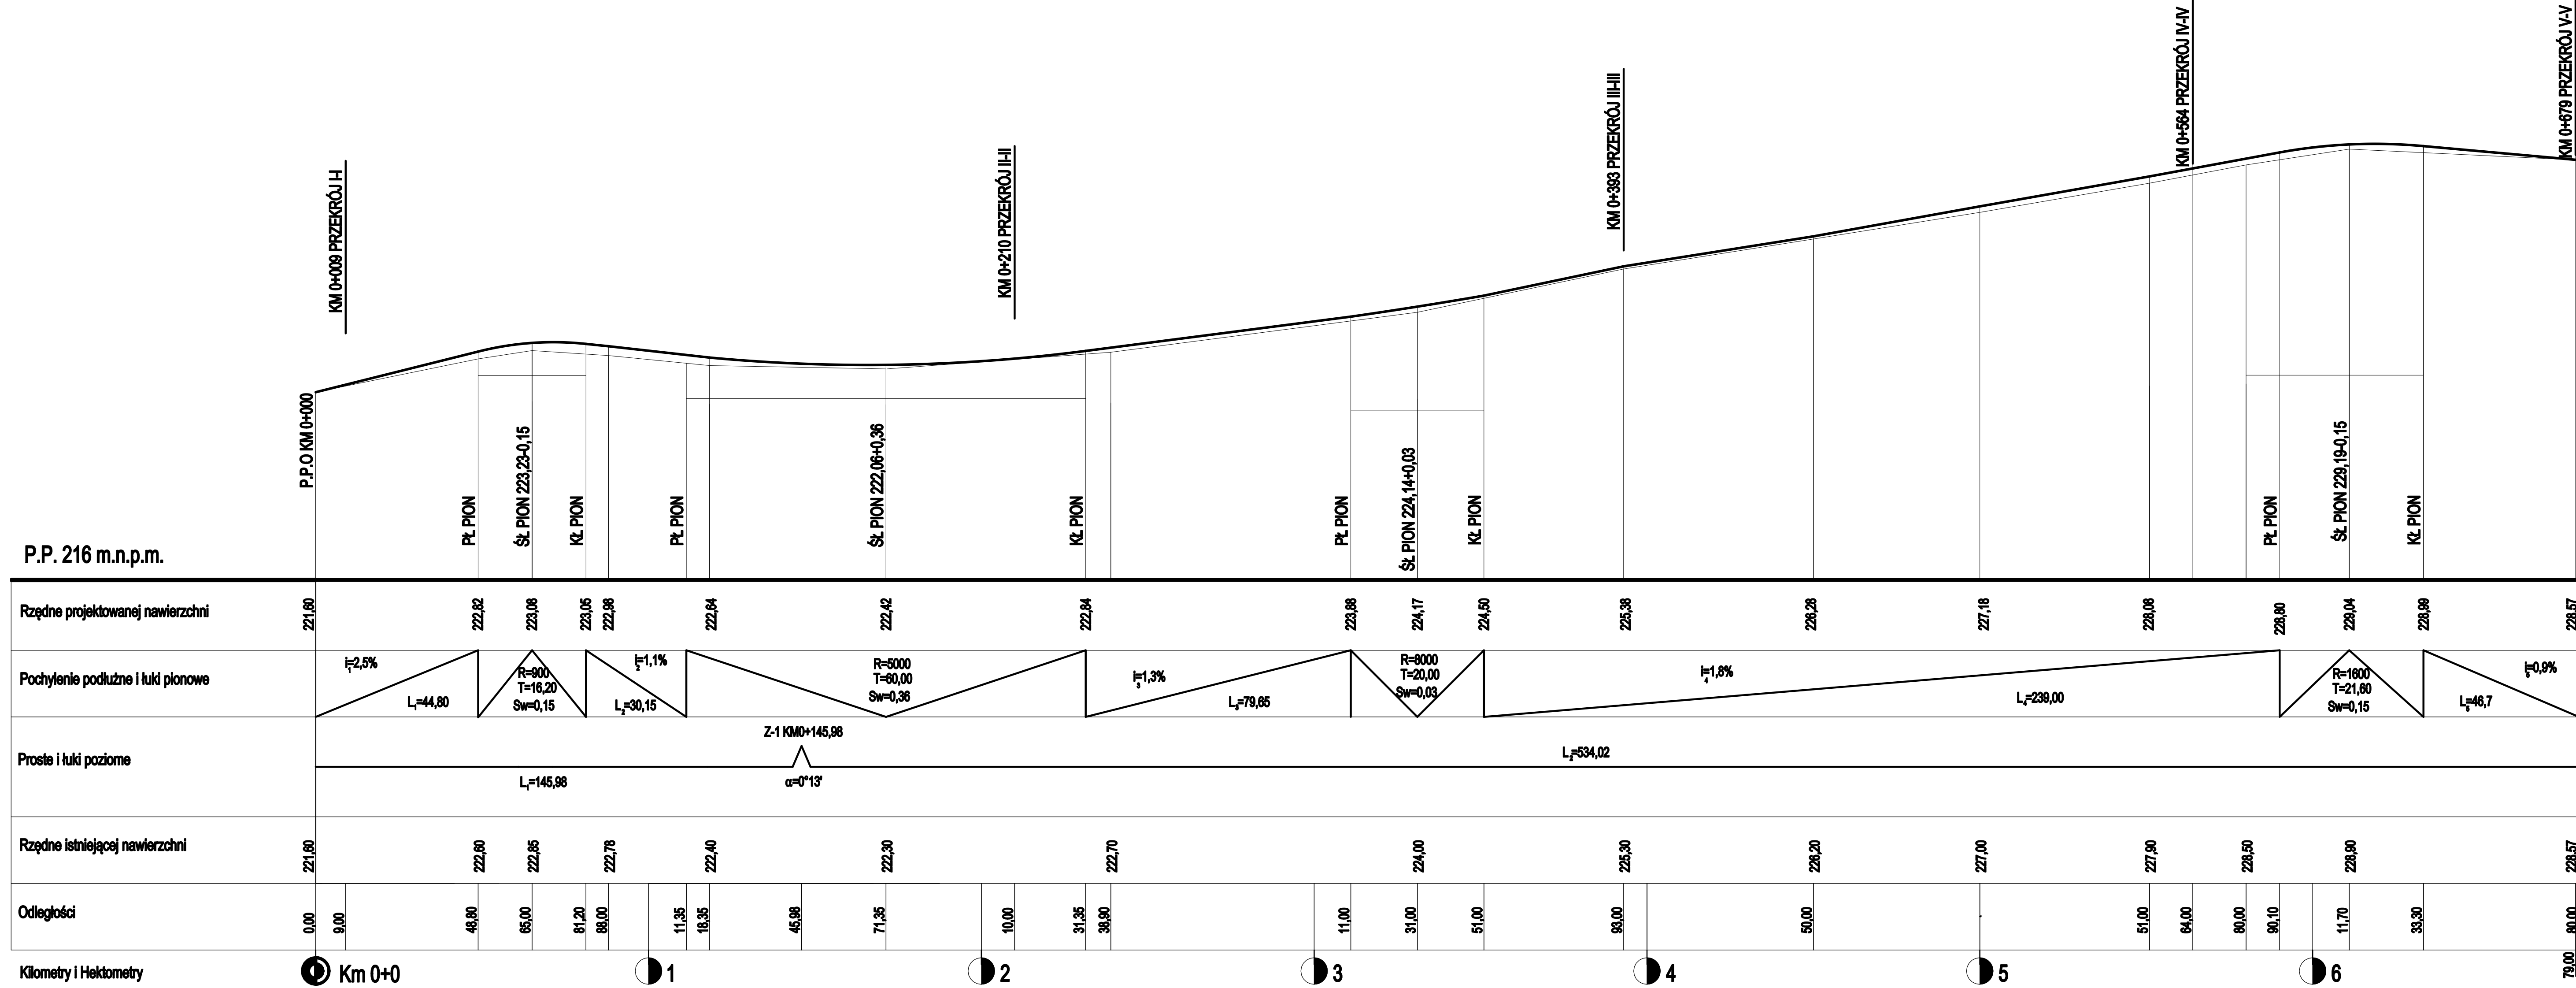 KM 0+009 PRZEKRÓJ I-I
KM 0+210 PRZEKRÓJ II-II
KM 0+393 PRZEKRÓJ III-III
KM 0+564 PRZEKRÓJ IV-IV
KM 0+679 PRZEKRÓJ V-V
P.P.O KM 0+000
PŁ PION
ŚŁ PION 223,23-0,15
KŁ PION
PŁ PION
ŚŁ PION 222,06+0,36
KŁ PION
PŁ PION
ŚŁ PION 224,14+0,03
KŁ PION
PŁ PION
ŚŁ PION 229,19-0,15
KŁ PION
P.P. 216 m.n.p.m.
Rzędne projektowanej nawierzchni
221,60
222,82
223,08
223,05
222,98
222,64
222,42
222,84
223,88
224,17
224,50
225,38
226,28
227,18
228,08
228,80
229,04
228,99
228,57
Pochylenie podłużne i łuki pionowe
i1=2,5%
L1=44,80
R=900
T=16,20
Sw=0,15
i2=1,1%
L2=30,15
R=5000
T=60,00
Sw=0,36
i3=1,3%
L3=79,65
R=8000
T=20,00
Sw=0,03
i4=1,8%
L4=239,00
R=1600
T=21,60
Sw=0,15
i5=0,9%
L5=46,7
Proste i łuki poziome
L1=145,98
Z-1 KM0+145,98
α=0°13'
L2=534,02
Rzędne istniejącej nawierzchni
221,60
222,60
222,85
222,78
222,40
222,30
222,70
224,00
225,30
226,20
227,00
227,90
228,50
228,90
228,57
Odległości
0,00
9,00
48,80
65,00
81,20
88,00
11,35
18,35
45,98
71,35
10,00
31,35
38,90
11,00
31,00
51,00
93,00
50,00
51,00
64,00
80,00
90,10
11,70
33,30
80,00
Kilometry i Hektometry
Km 0+0
1
2
3
4
5
6
79,00